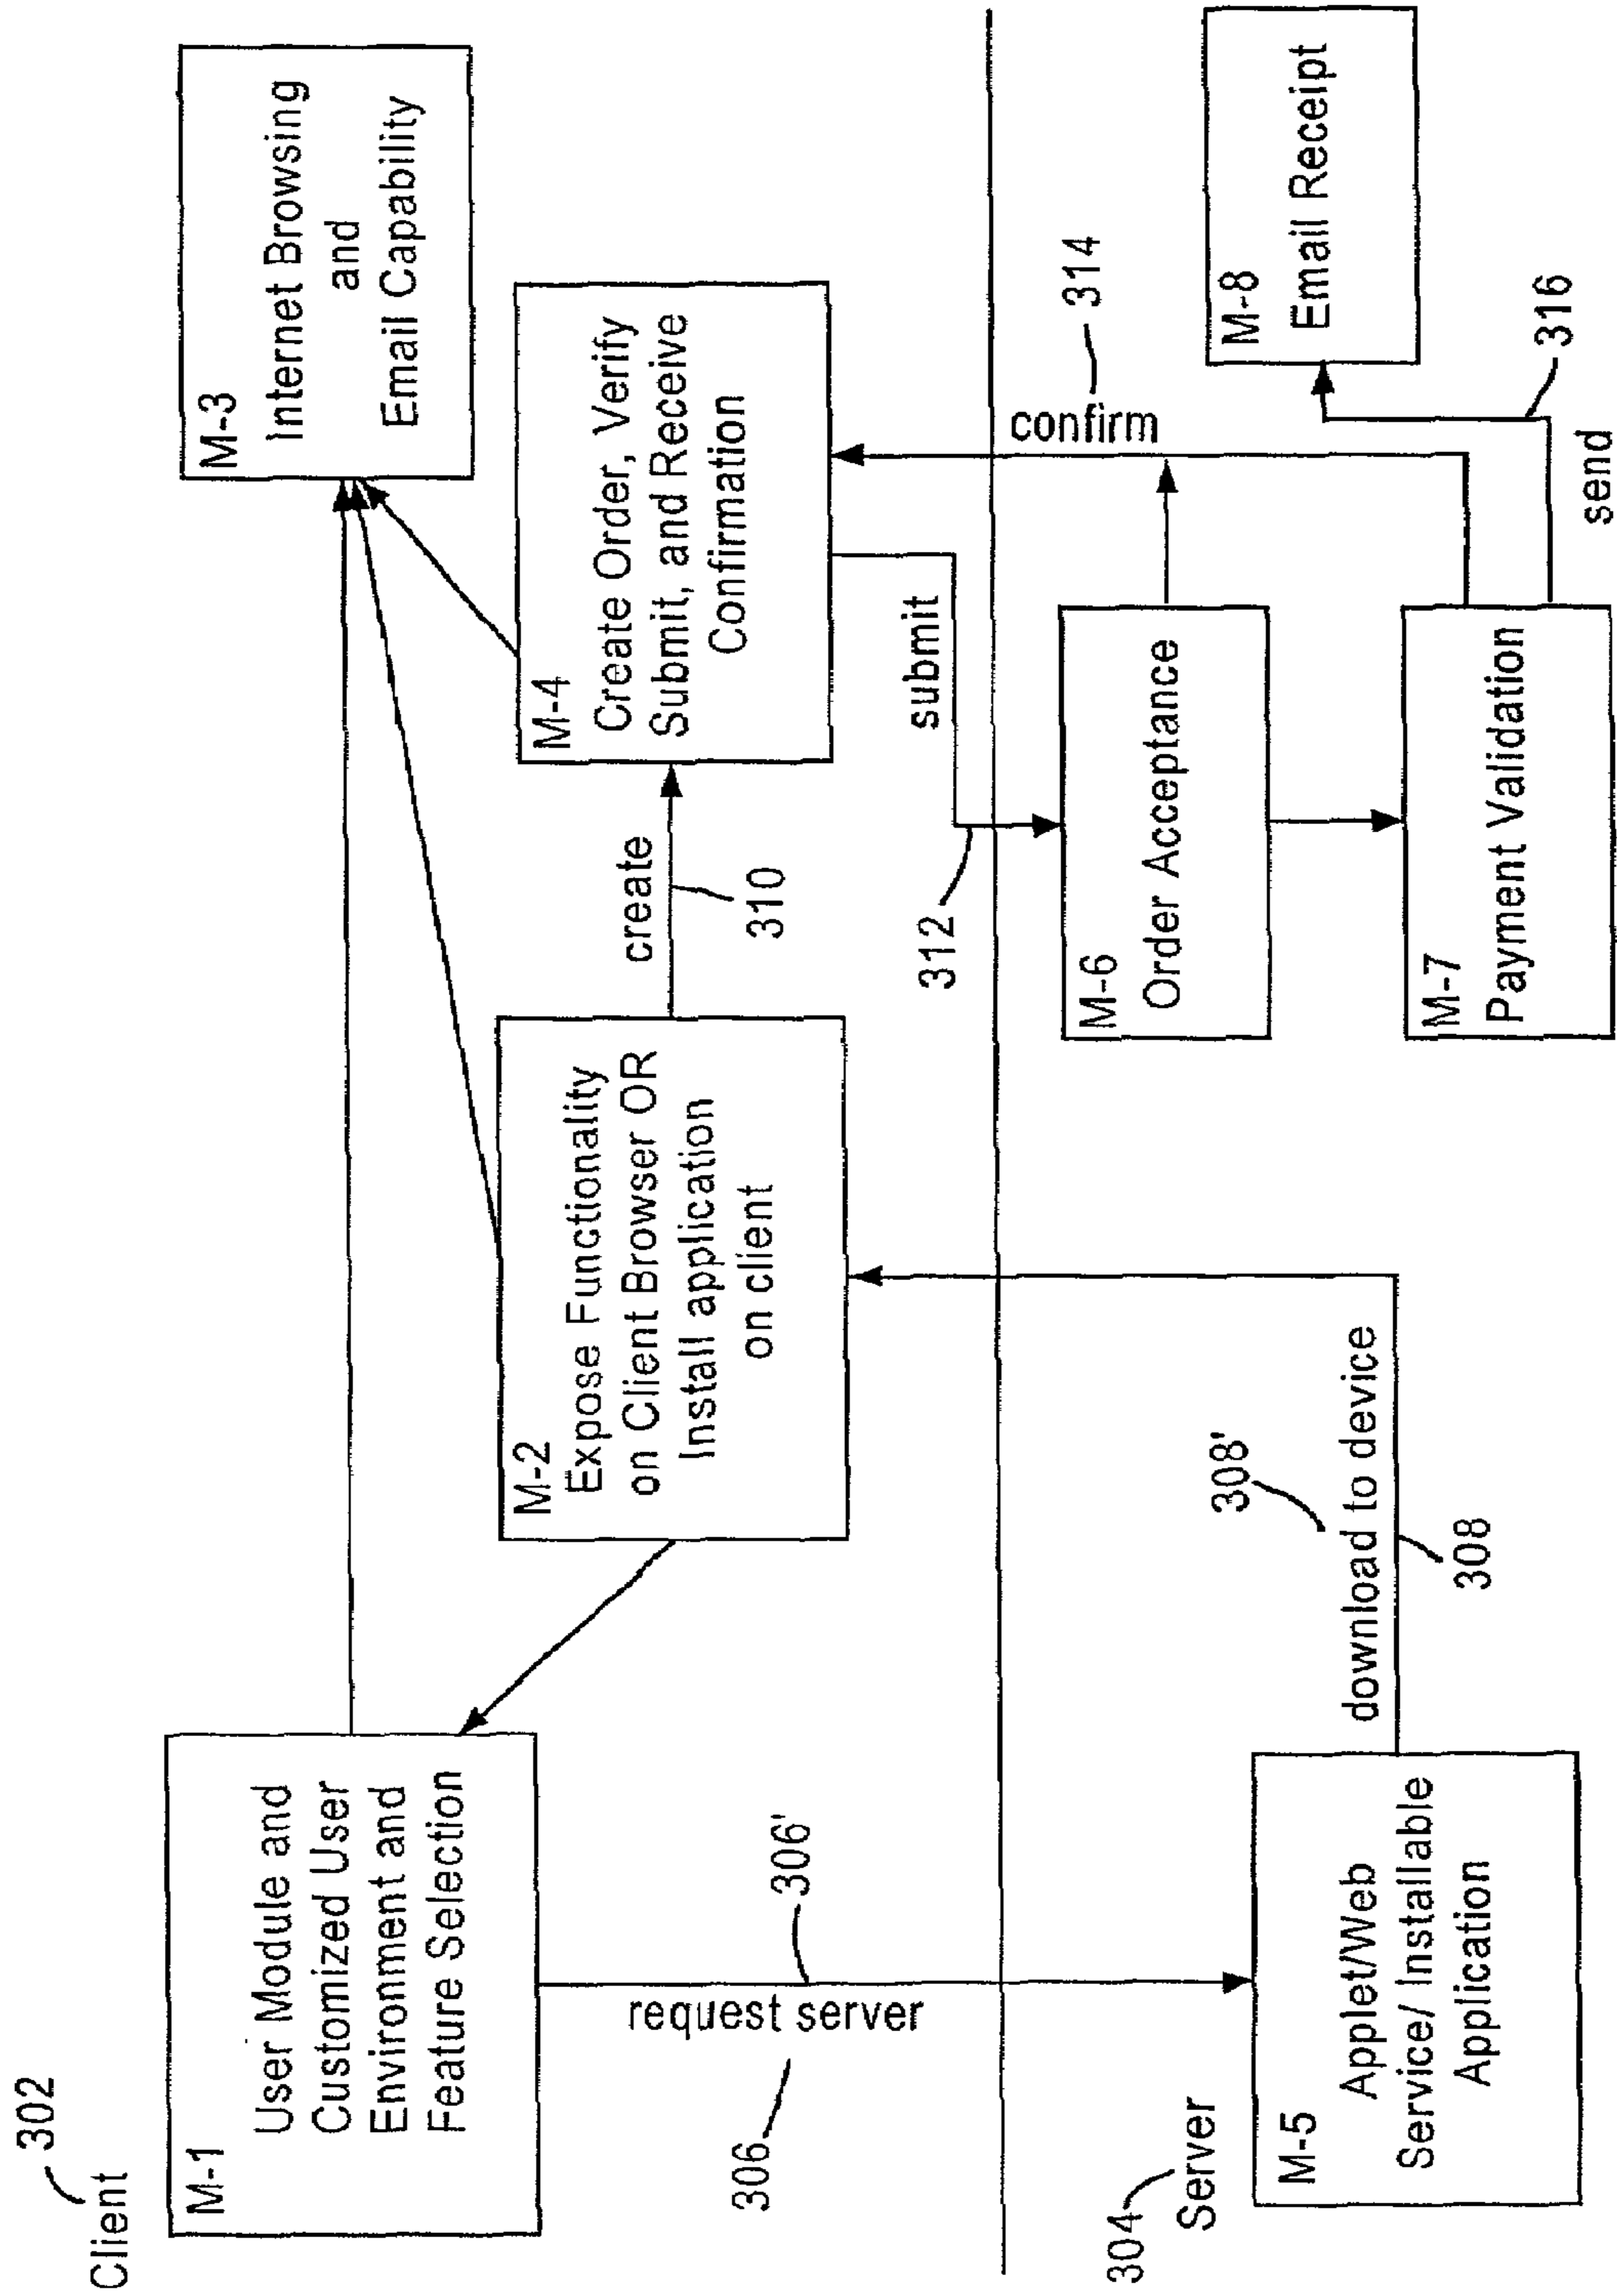 Client
302
M-1
User Module and
Customized User
Environment and
Feature Selection
M-3
Internet Browsing
and
Email Capability
M-2
Expose Functionality
on Client Browser OR
Install application
on client
create
310
M-4
Create Order, Verify
Submit, and Receive
Confirmation
306
request server
306'
312
submit
confirm
314
304
Server
M-5
Applet/Web
Service/ Installable
Application
download to device
308'
308
M-6
Order Acceptance
M-7
Payment Validation
M-8
Email Receipt
316
send